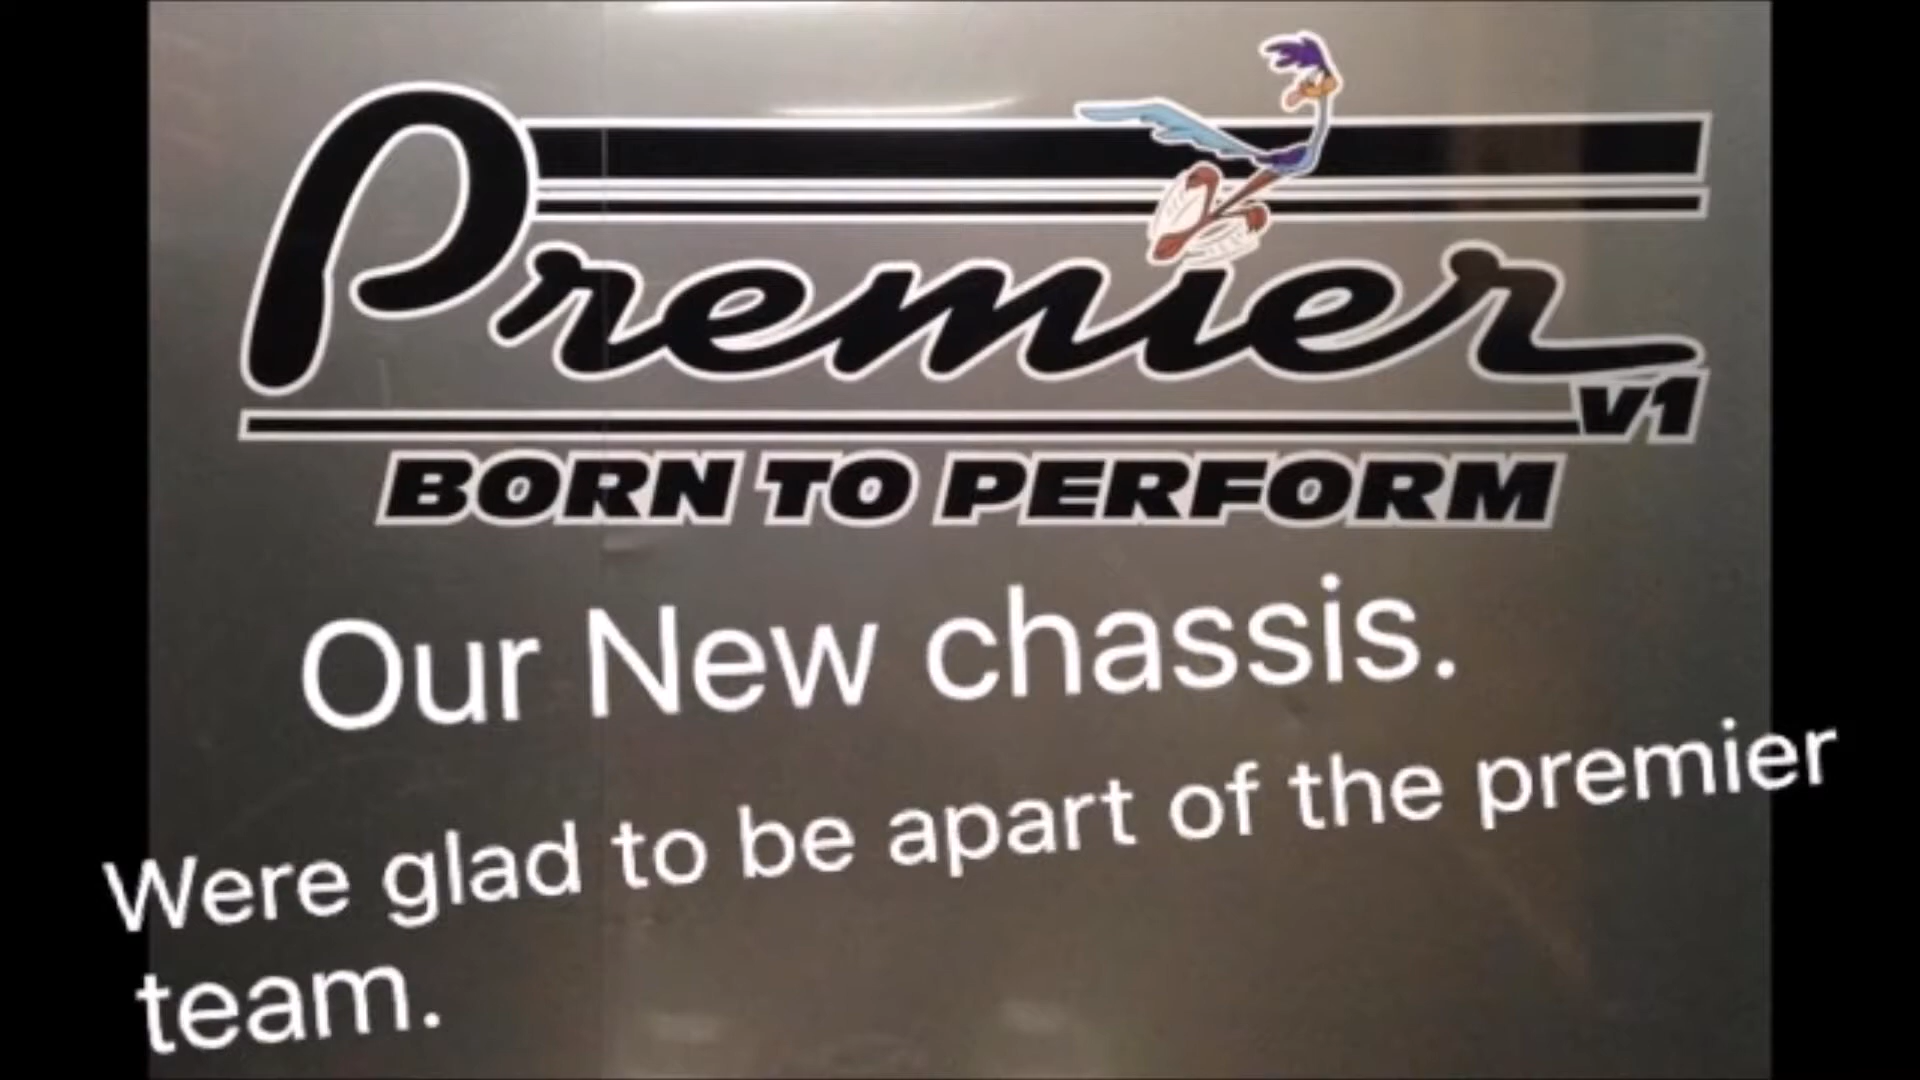 Premier
v1
BORN TO PERFORM
Our New chassis.
Were glad to be apart of the premier
team.